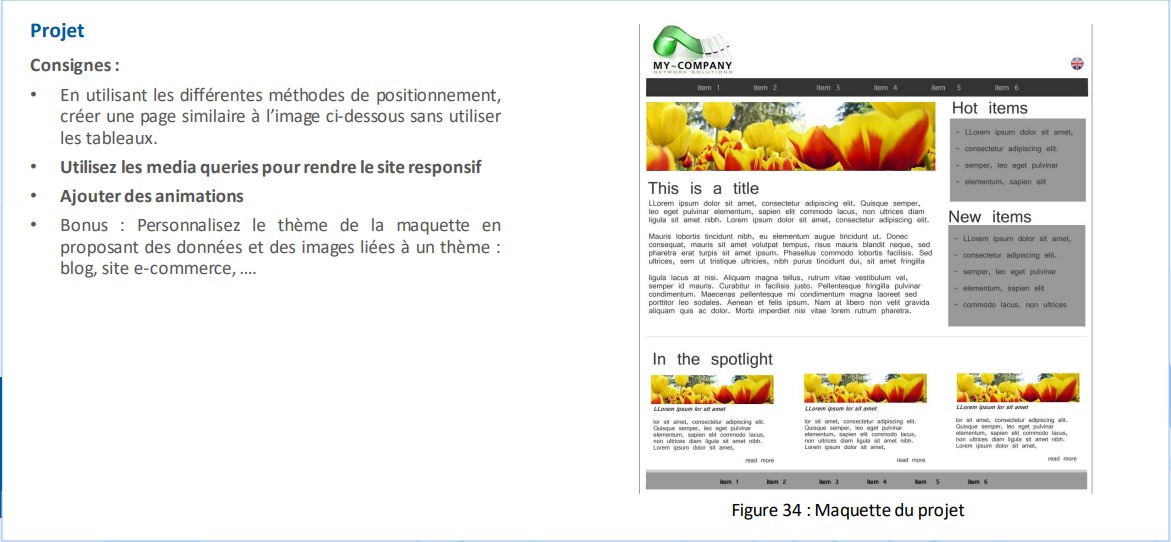 Projet
Consignes :
• En utilisant les différentes méthodes de positionnement,
créer une page similaire à l’image ci-dessous sans utiliser
les tableaux.
• Utilisez les media queries pour rendre le site responsif
• Ajouter des animations
• Bonus : Personnalisez le thème de la maquette en
proposant des données et des images liées à un thème :
blog, site e-commerce, ....
MY~COMPANY
NETWORK SOLUTIONS
item 1 item 2 item 3 item 4 item 5 item 6
This is a title
LLorem ipsum dolor sit amet, consectetur adipiscing elit. Quisque semper,
leo eget pulvinar elementum, sapien elit commodo lacus, non ultrices diam
ligula sit amet nibh. Lorem ipsum dolor sit amet, consectetur adipiscing elit.
Mauris lobortis tincidunt nibh, eu elementum augue tincidunt ut. Donec
consequat, mauris sit amet volutpat tempus, risus mauris blandit neque, sed
pharetra erat turpis sit amet ipsum. Phasellus commodo lobortis facilisis. Sed
ultrices, sem ut tristique ultricies, nibh purus tincidunt dui, sit amet fringilla
ligula lacus at nisi. Aliquam magna tellus, rutrum vitae vestibulum vel,
semper id mauris. Curabitur in facilisis justo. Pellentesque fringilla pulvinar
condimentum. Maecenas pellentesque mi condimentum magna laoreet sed
porttitor leo sodales. Aenean et felis ipsum. Nam at libero non velit gravida
aliquam quis ac dolor. Morbi imperdiet nisi vitae lorem rutrum pharetra.
Hot items
- LLorem ipsum dolor sit amet,
- consectetur adipiscing elit.
- semper, leo eget pulvinar
- elementum, sapien elit
New items
- LLorem ipsum dolor sit amet,
- consectetur adipiscing elit.
- semper, leo eget pulvinar
- elementum, sapien elit
- commodo lacus, non ultrices
In the spotlight
LLorem ipsum lor sit amet
lor sit amet, consectetur adipiscing elit.
Quisque semper, leo eget pulvinar
elementum, sapien elit commodo lacus,
non ultrices diam ligula sit amet nibh.
Lorem ipsum dolor sit amet,
read more
LLorem ipsum lor sit amet
lor sit amet, consectetur adipiscing elit.
Quisque semper, leo eget pulvinar
elementum, sapien elit commodo lacus,
non ultrices diam ligula sit amet nibh.
Lorem ipsum dolor sit amet,
read more
LLorem ipsum lor sit amet
lor sit amet, consectetur adipiscing elit.
Quisque semper, leo eget pulvinar
elementum, sapien elit commodo lacus,
non ultrices diam ligula sit amet nibh.
Lorem ipsum dolor sit amet,
read more
item 1 item 2 item 3 item 4 item 5 item 6
Figure 34 : Maquette du projet